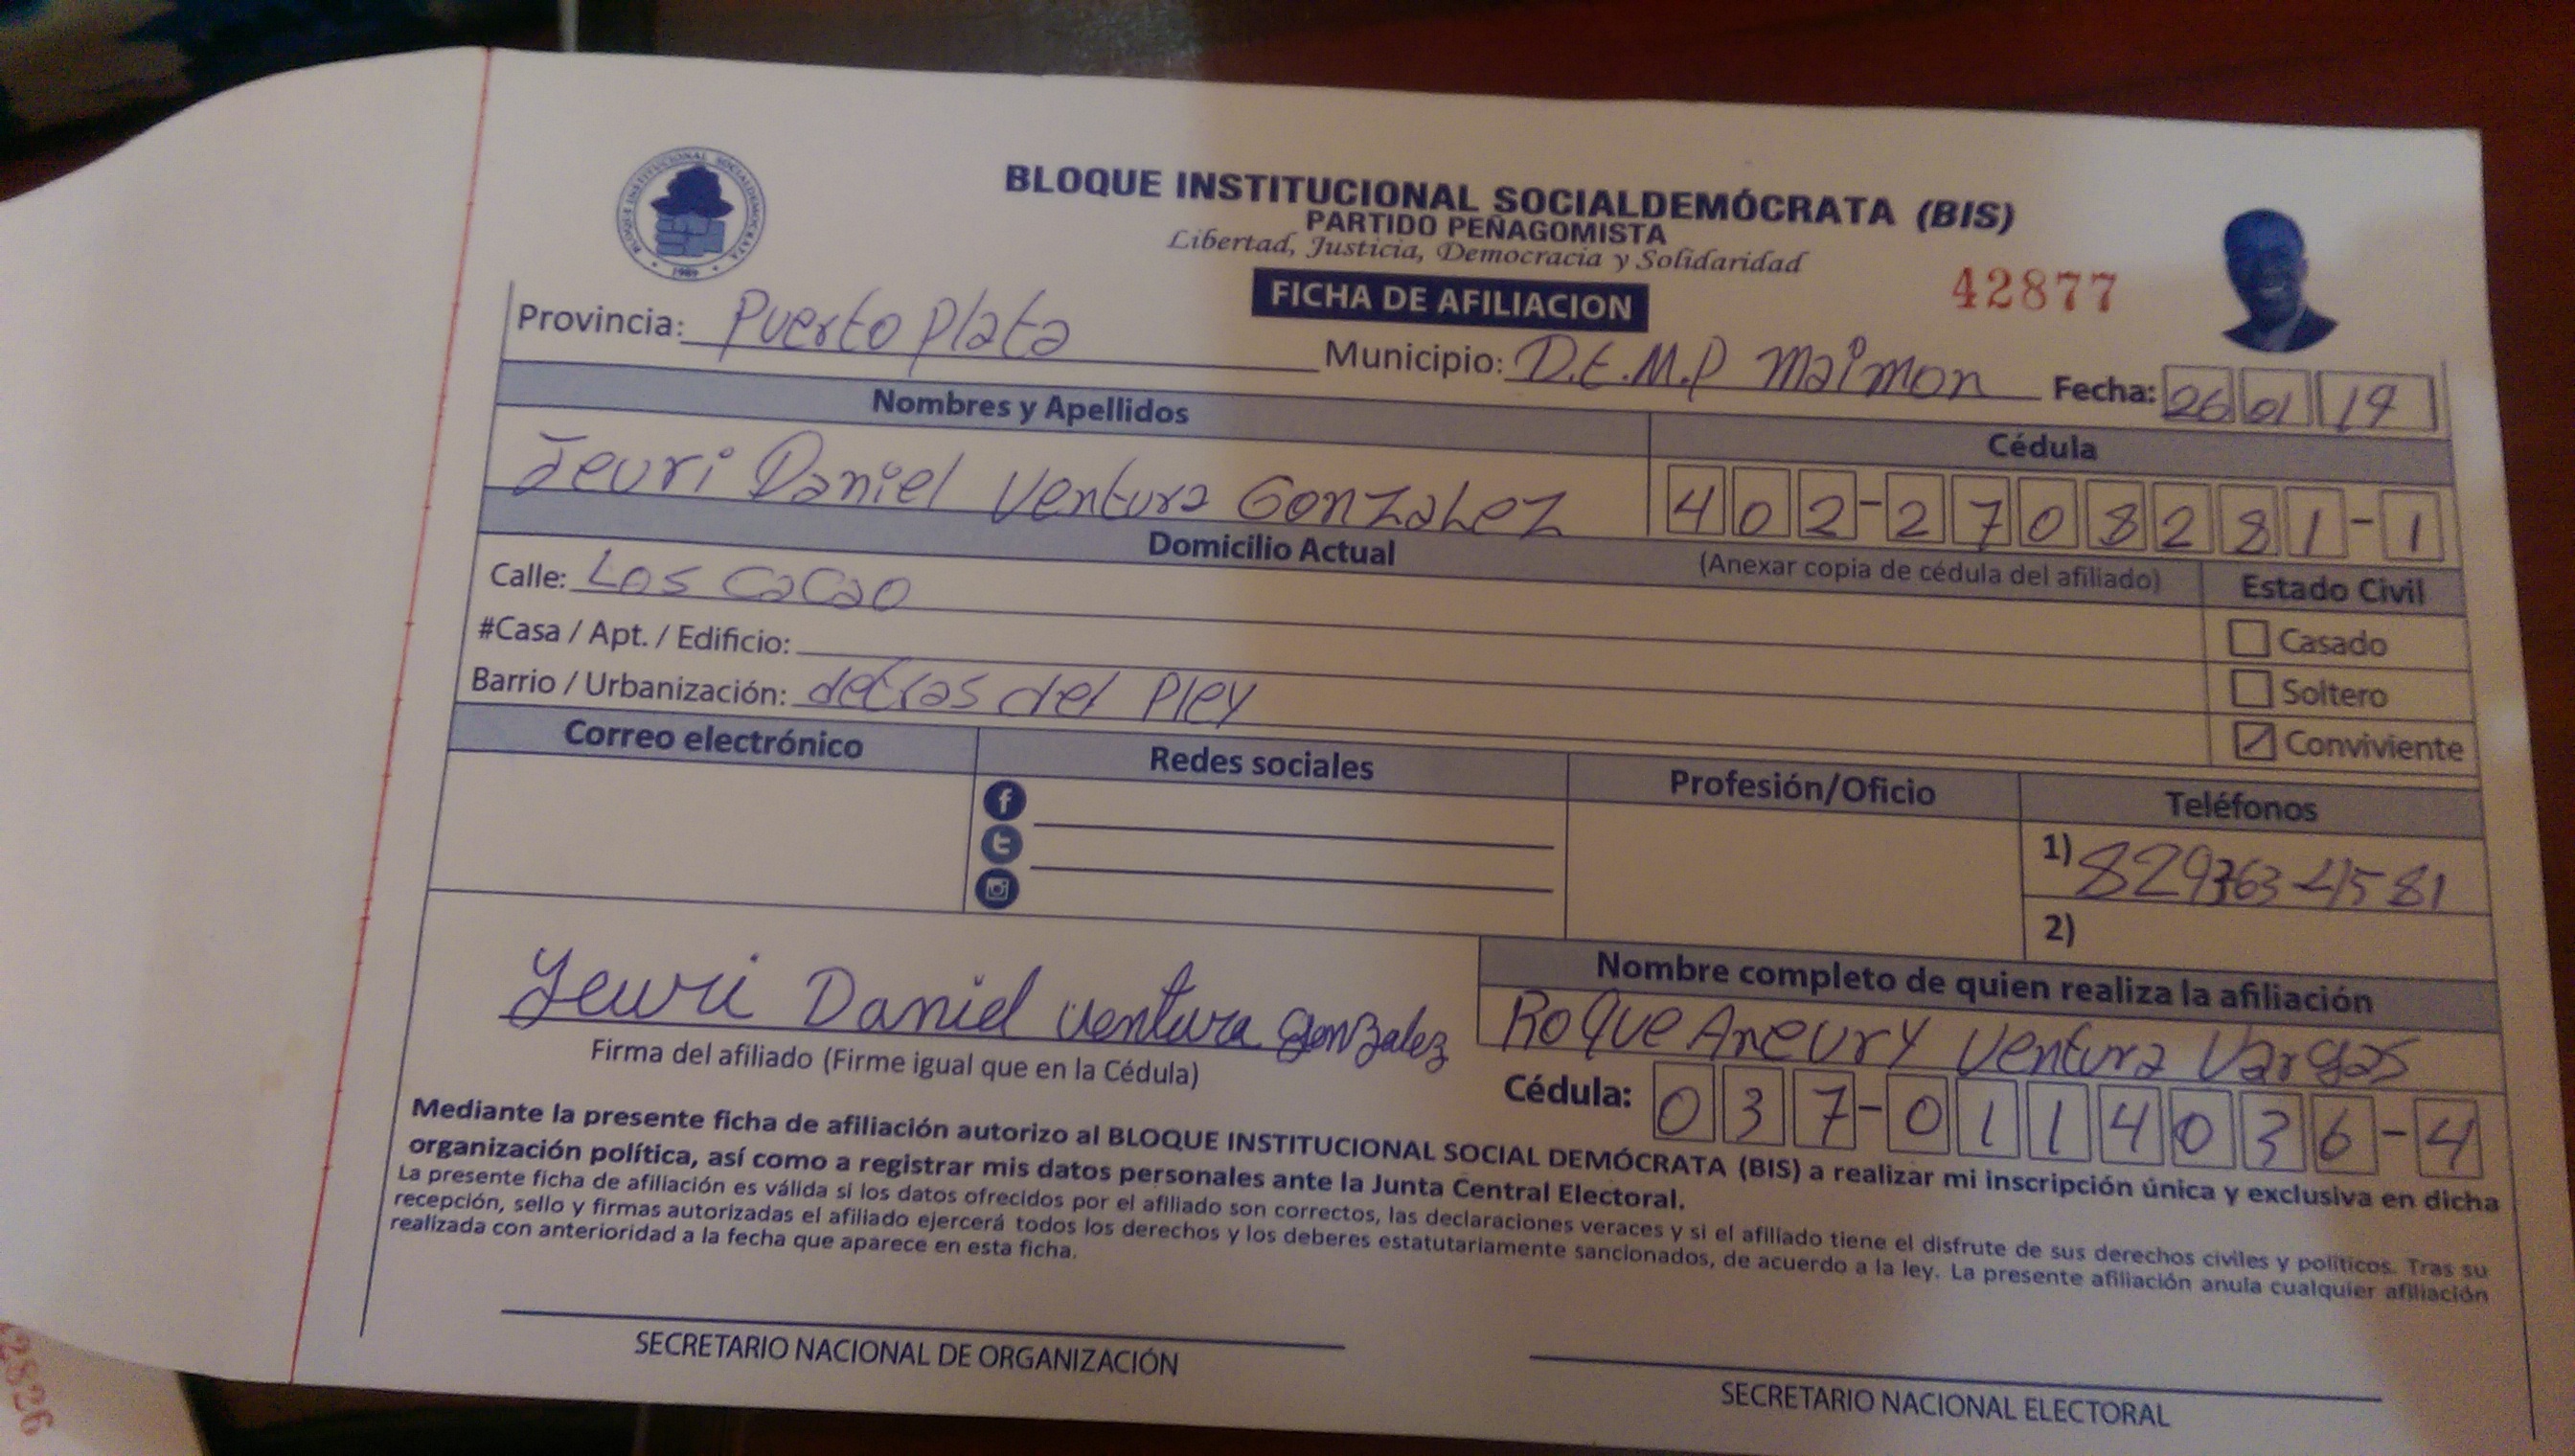 BLOQUE INSTITUCIONAL SOCIALDEMÓCRATA
1989
BLOQUE INSTITUCIONAL SOCIALDEMÓCRATA (BIS)
PARTIDO PEÑAGOMISTA
Libertad, Justicia, Democracia y Solidaridad
FICHA DE AFILIACION
42877
Provincia: Puerto plata
Municipio: D.E.M.P Maimon
Fecha: 26 01 19
Nombres y Apellidos
Cédula
Jeuri Daniel Ventura Gonzalez
402-2708281-1
Domicilio Actual
(Anexar copia de cédula del afiliado)
Estado Civil
Calle: Los cacao
Casado
#Casa / Apt. / Edificio:
Soltero
Barrio / Urbanización: detras del Pley
Conviviente
Correo electrónico
Redes sociales
Profesión/Oficio
Teléfonos
1) 829763 4581
2)
Yeuri Daniel Ventura Gonzalez
Firma del afiliado (Firme igual que en la Cédula)
Nombre completo de quien realiza la afiliación
Roque Aneury Ventura Vargas
Cédula: 037-0114036-4
Mediante la presente ficha de afiliación autorizo al BLOQUE INSTITUCIONAL SOCIAL DEMÓCRATA (BIS) a realizar mi inscripción única y exclusiva en dicha
organización política, así como a registrar mis datos personales ante la Junta Central Electoral.
La presente ficha de afiliación es válida si los datos ofrecidos por el afiliado son correctos, las declaraciones veraces y si el afiliado tiene el disfrute de sus derechos civiles y políticos. Tras su
recepción, sello y firmas autorizadas el afiliado ejercerá todos los derechos y los deberes estatutariamente sancionados, de acuerdo a la ley. La presente afiliación anula cualquier afiliación
realizada con anterioridad a la fecha que aparece en esta ficha.
SECRETARIO NACIONAL DE ORGANIZACIÓN
SECRETARIO NACIONAL ELECTORAL